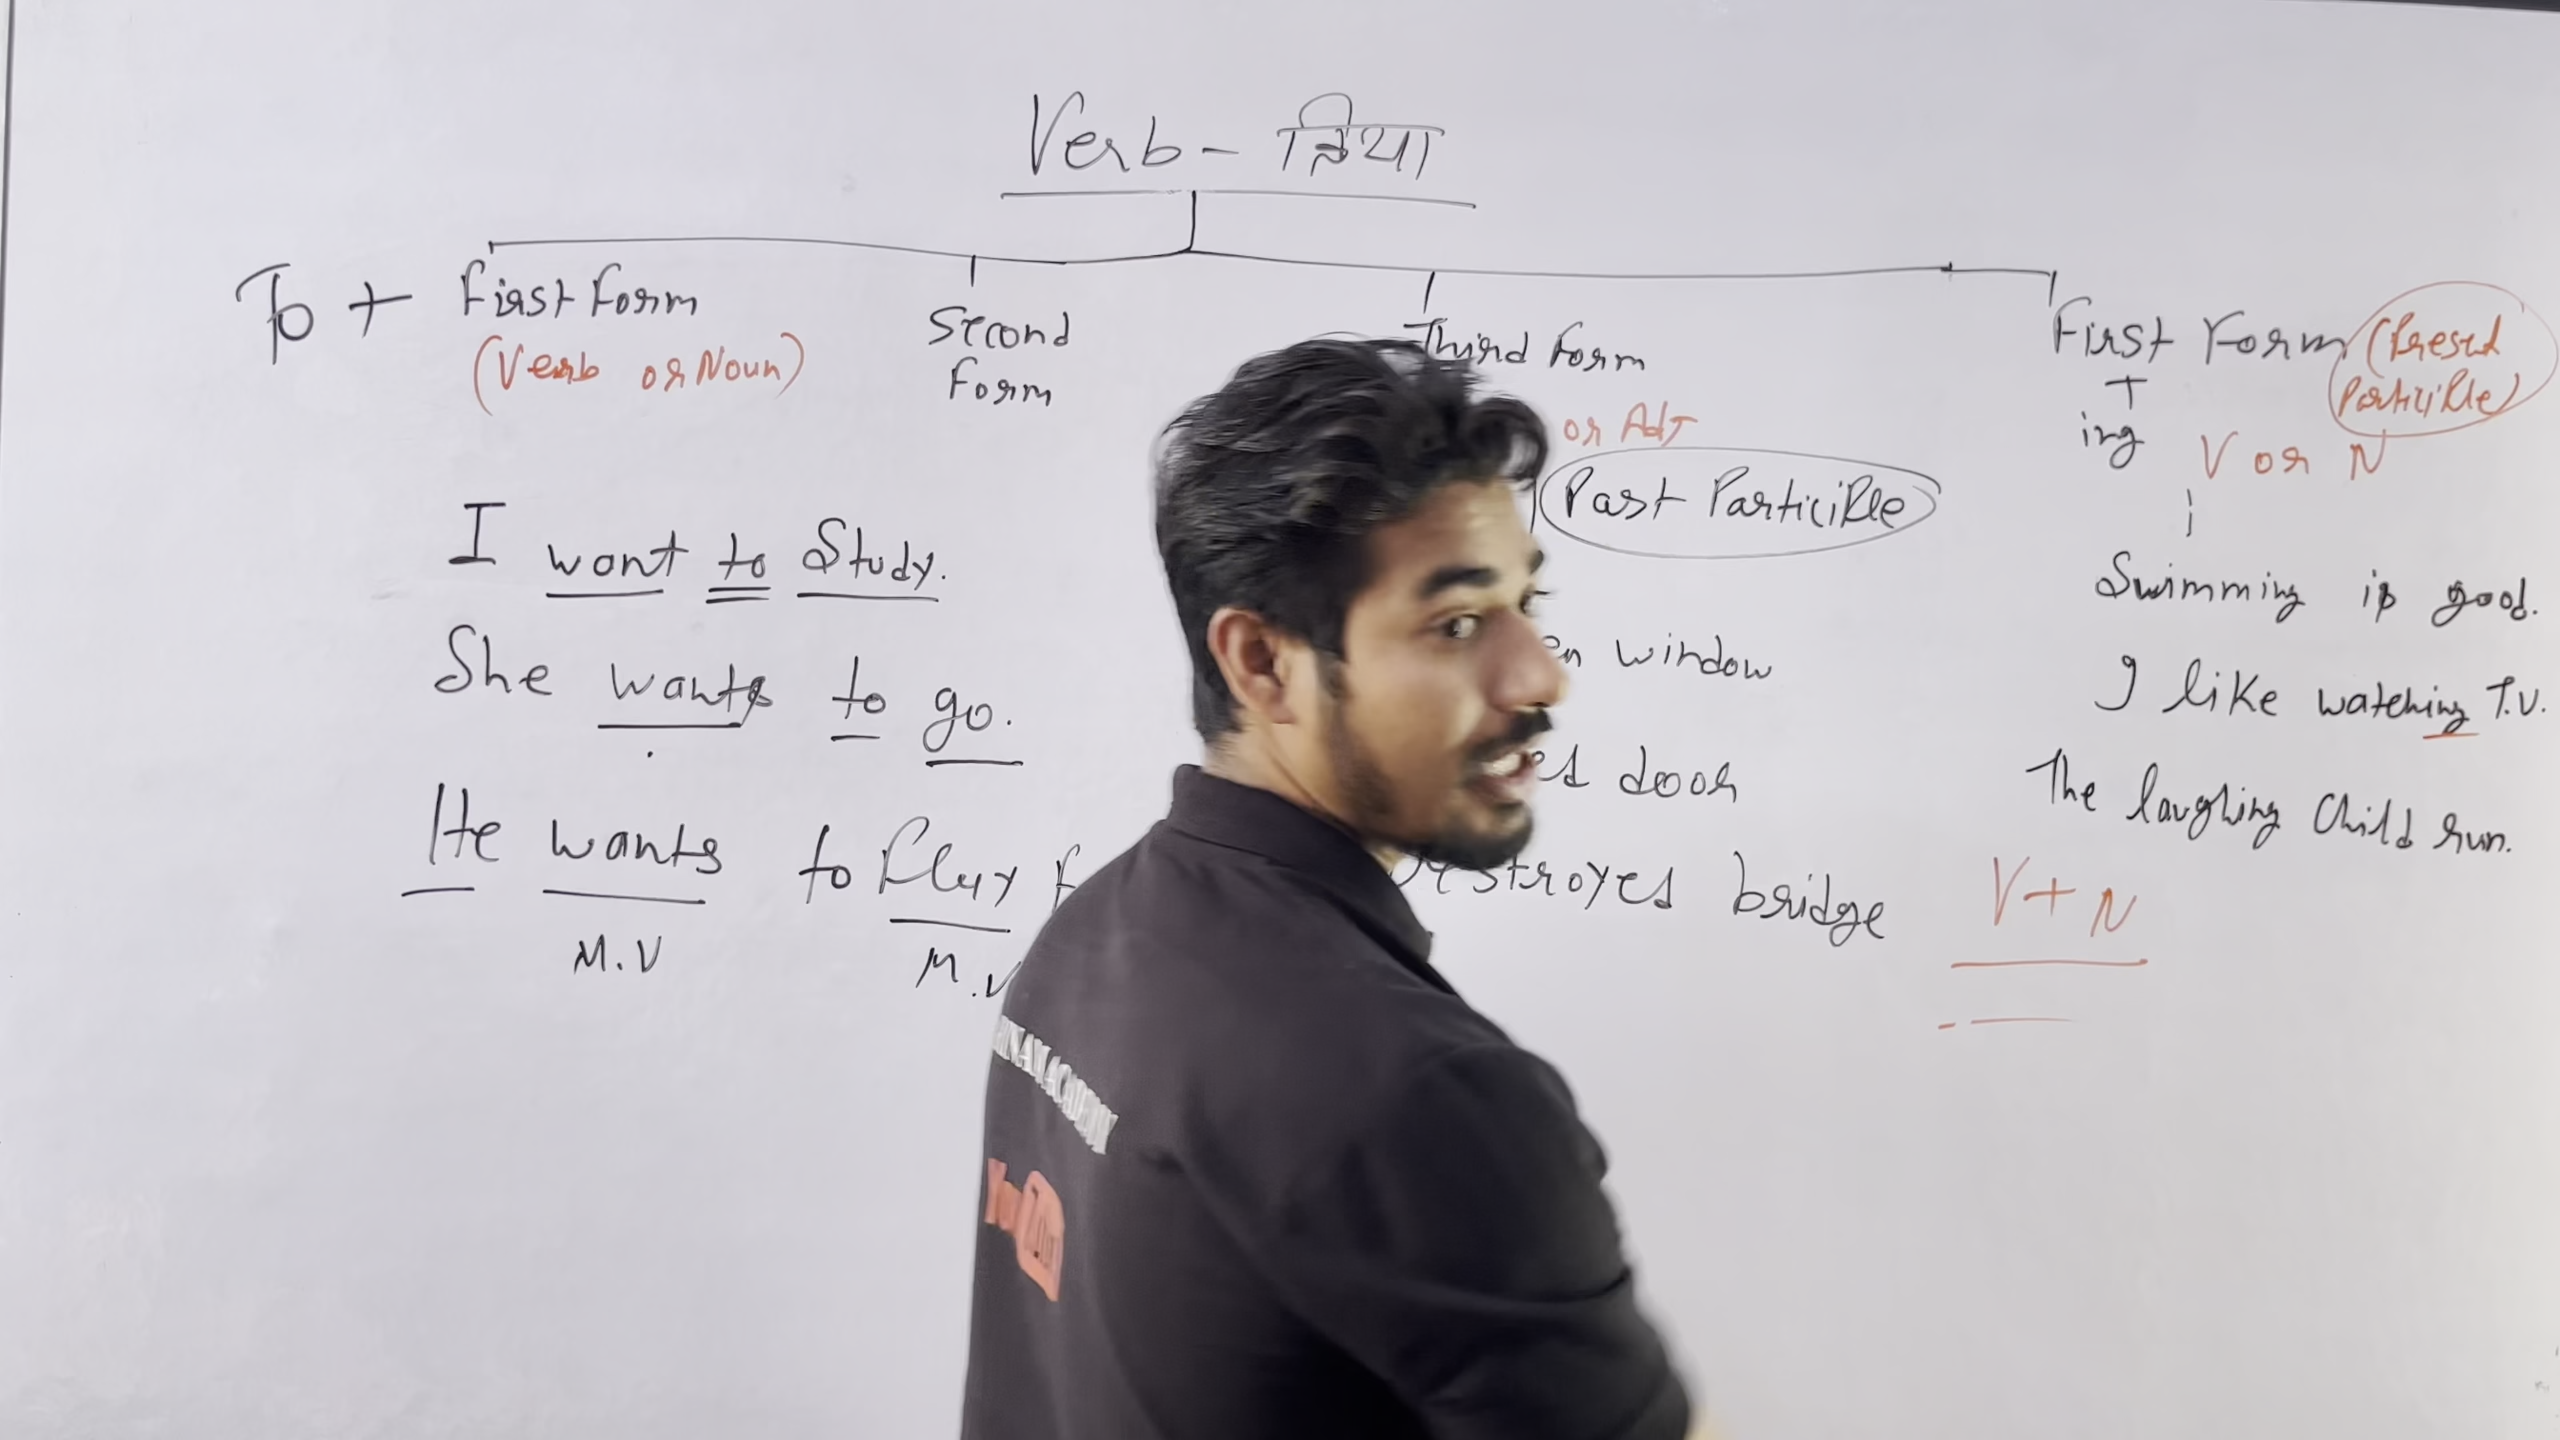 Verb - क्रिया
To + First Form
(Verb or Noun)
Second
Form
Third Form
or Adj
Past Participle
First Form (Present
Participle)
+
ing
V or N
I want to Study.
She wants to go.
He wants to
M.V
M.V
window
door
bridge
Swimming is good.
I like watching T.V.
The laughing Child run.
V + N